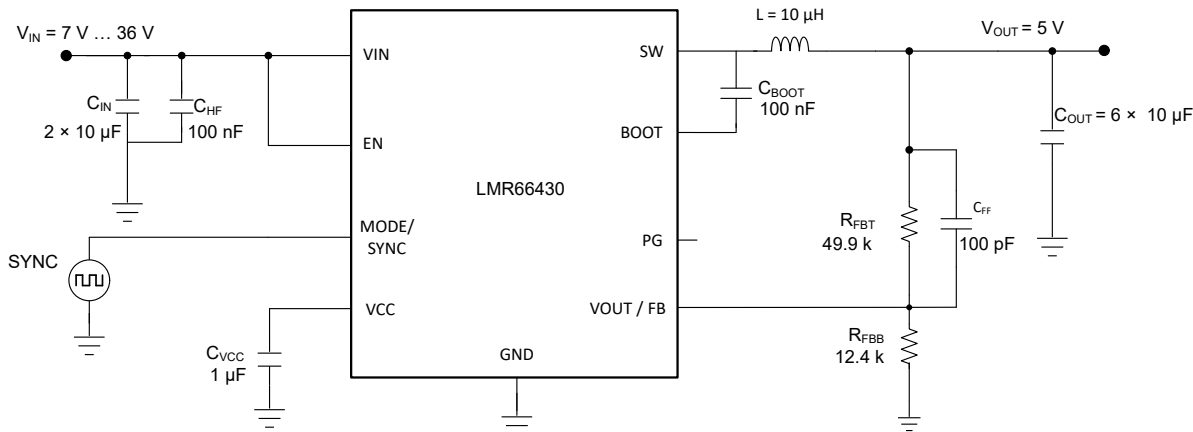 V_IN = 7 V … 36 V
C_IN
2 × 10 µF
C_HF
100 nF
SYNC
C_VCC
1 µF
VIN
EN
MODE/
SYNC
VCC
LMR66430
GND
SW
BOOT
PG
VOUT / FB
L = 10 µH
C_BOOT
100 nF
V_OUT = 5 V
C_OUT = 6 × 10 µF
R_FBT
49.9 k
C_FF
100 pF
R_FBB
12.4 k